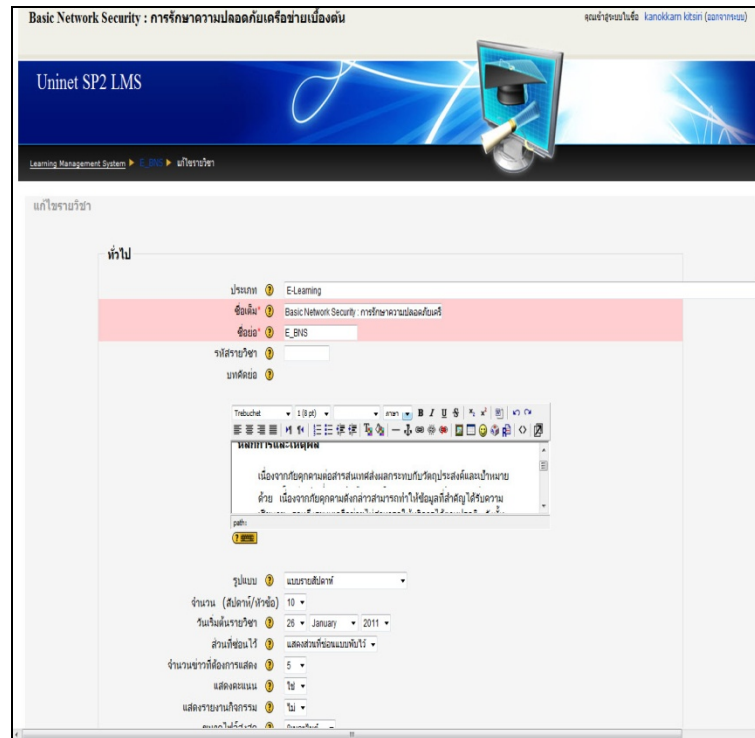 Basic Network Security : การรักษาความปลอดภัยเครือข่ายเบื้องต้น
คุณเข้าสู่ระบบในชื่อ kanokkarn kitsiri (ออกจากระบบ)
Uninet SP2 LMS
Learning Management System ► E_BNS ► แก้ไขรายวิชา
แก้ไขรายวิชา
ทั่วไป
ประเภท E-Learning
ชื่อเต็ม* Basic Network Security : การรักษาความปลอดภัยเครื
ชื่อย่อ* E_BNS
รหัสรายวิชา
บทคัดย่อ
Trebuchet 1 (8 pt) ภาษา B I U S
หลักการและเหตุผล
เนื่องจากภัยคุกคามต่อสารสนเทศส่งผลกระทบกับวัตถุประสงค์และเป้าหมาย
ด้วย เนื่องจากภัยคุกคามดังกล่าวสามารถทำให้ข้อมูลที่สำคัญได้รับความ
path:
รูปแบบ แบบรายสัปดาห์
จำนวน (สัปดาห์/หัวข้อ) 10
วันเริ่มต้นรายวิชา 26 January 2011
ส่วนที่ซ่อนไว้ แสดงส่วนที่ซ่อนแบบพับไว้
จำนวนข่าวที่ต้องการแสดง 5
แสดงคะแนน ใช่
แสดงรายงานกิจกรรม ไม่